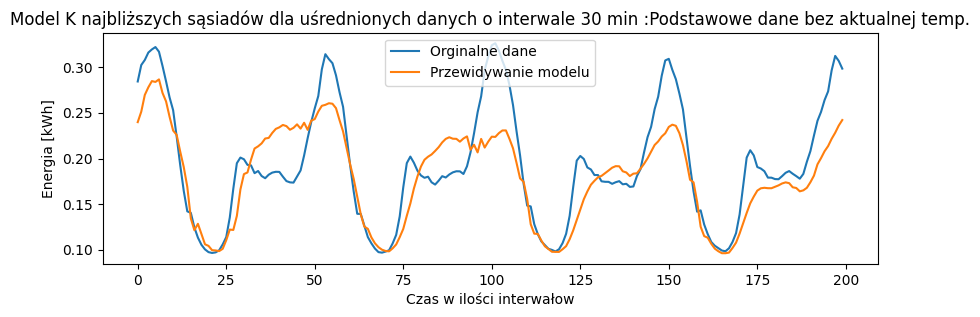 Model K najbliższych sąsiadów dla uśrednionych danych o interwale 30 min :Podstawowe dane bez aktualnej temp.
Orginalne dane
Przewidywanie modelu
Energia [kWh]
0.30
0.25
0.20
0.15
0.10
0 25 50 75 100 125 150 175 200
Czas w ilości interwałow